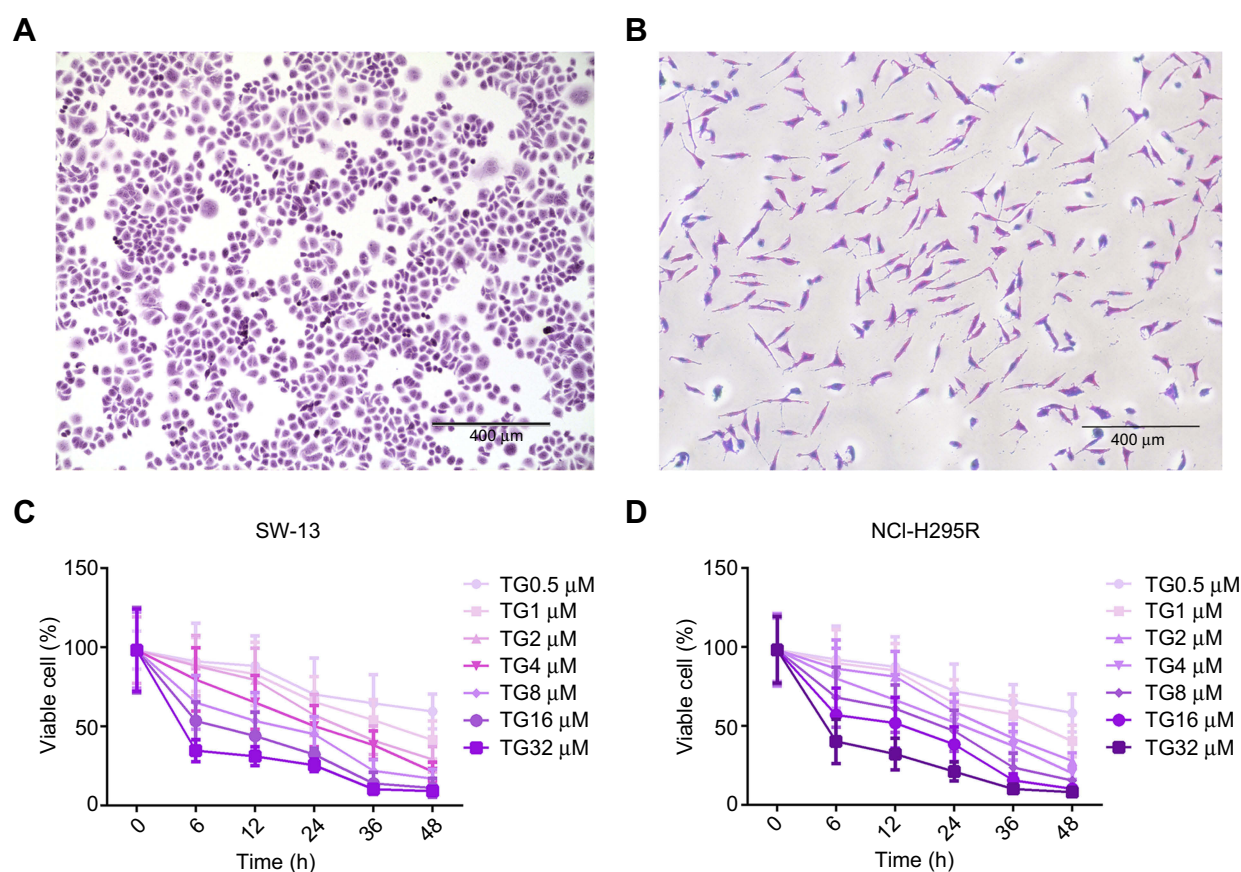 A
B
400 μm
400 μm
C
D
SW-13
NCl-H295R
150
100
50
0
Viable cell (%)
0
6
12
24
36
48
Time (h)
TG0.5 μM
TG1 μM
TG2 μM
TG4 μM
TG8 μM
TG16 μM
TG32 μM
150
100
50
0
Viable cell (%)
0
6
12
24
36
48
Time (h)
TG0.5 μM
TG1 μM
TG2 μM
TG4 μM
TG8 μM
TG16 μM
TG32 μM